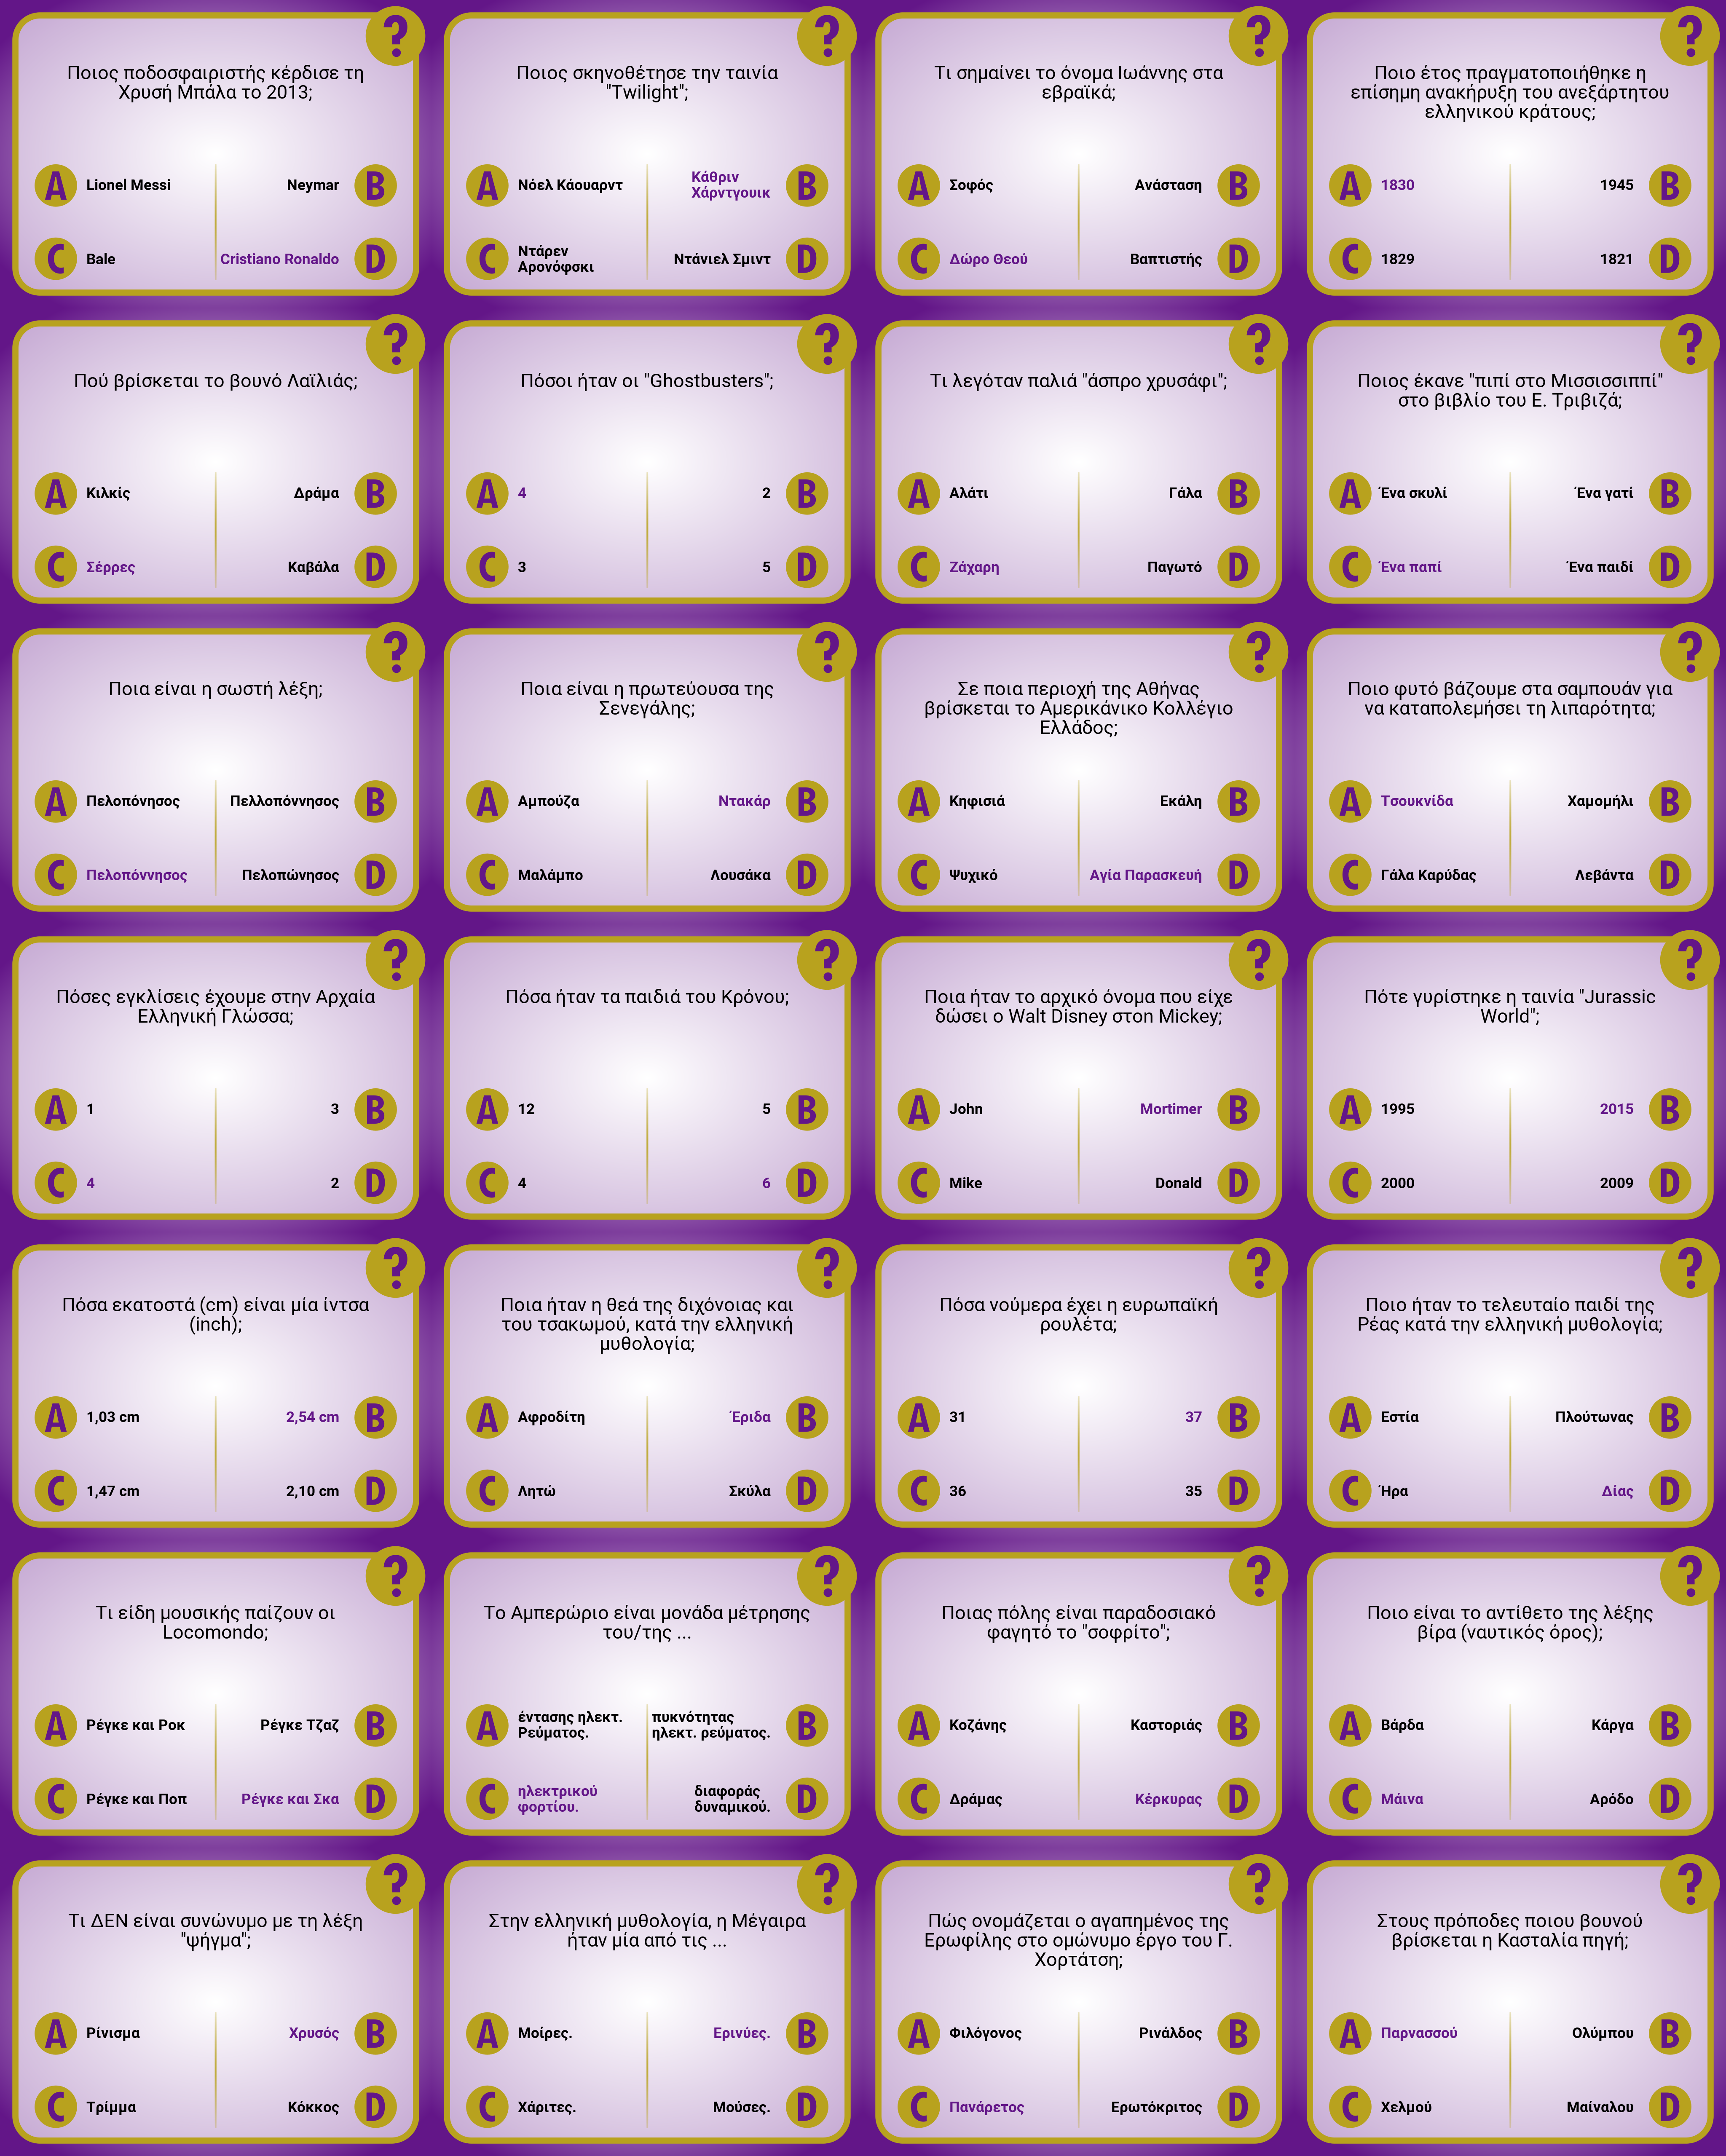 ?
Ποιος ποδοσφαιριστής κέρδισε τη
Χρυσή Μπάλα το 2013;
A Lionel Messi
Neymar B
C Bale
Cristiano Ronaldo D
?
Ποιος σκηνοθέτησε την ταινία
"Twilight";
A Νόελ Κάουαρντ
Κάθριν
Χάρντγουικ B
C Ντάρεν
Αρονόφσκι
Ντάνιελ Σμιντ D
?
Τι σημαίνει το όνομα Ιωάννης στα
εβραϊκά;
A Σοφός
Ανάσταση B
C Δώρο Θεού
Βαπτιστής D
?
Ποιο έτος πραγματοποιήθηκε η
επίσημη ανακήρυξη του ανεξάρτητου
ελληνικού κράτους;
A 1830
1945 B
C 1829
1821 D
?
Πού βρίσκεται το βουνό Λαϊλιάς;
A Κιλκίς
Δράμα B
C Σέρρες
Καβάλα D
?
Πόσοι ήταν οι "Ghostbusters";
A 4
2 B
C 3
5 D
?
Τι λεγόταν παλιά "άσπρο χρυσάφι";
A Αλάτι
Γάλα B
C Ζάχαρη
Παγωτό D
?
Ποιος έκανε "πιπί στο Μισσισσιππί"
στο βιβλίο του Ε. Τριβιζά;
A Ένα σκυλί
Ένα γατί B
C Ένα παπί
Ένα παιδί D
?
Ποια είναι η σωστή λέξη;
A Πελοπόνησος
Πελλοπόννησος B
C Πελοπόννησος
Πελοπώνησος D
?
Ποια είναι η πρωτεύουσα της
Σενεγάλης;
A Αμπούζα
Ντακάρ B
C Μαλάμπο
Λουσάκα D
?
Σε ποια περιοχή της Αθήνας
βρίσκεται το Αμερικάνικο Κολλέγιο
Ελλάδος;
A Κηφισιά
Εκάλη B
C Ψυχικό
Αγία Παρασκευή D
?
Ποιο φυτό βάζουμε στα σαμπουάν για
να καταπολεμήσει τη λιπαρότητα;
A Τσουκνίδα
Χαμομήλι B
C Γάλα Καρύδας
Λεβάντα D
?
Πόσες εγκλίσεις έχουμε στην Αρχαία
Ελληνική Γλώσσα;
A 1
3 B
C 4
2 D
?
Πόσα ήταν τα παιδιά του Κρόνου;
A 12
5 B
C 4
6 D
?
Ποια ήταν το αρχικό όνομα που είχε
δώσει ο Walt Disney στon Mickey;
A John
Mortimer B
C Mike
Donald D
?
Πότε γυρίστηκε η ταινία "Jurassic
World";
A 1995
2015 B
C 2000
2009 D
?
Πόσα εκατοστά (cm) είναι μία ίντσα
(inch);
A 1,03 cm
2,54 cm B
C 1,47 cm
2,10 cm D
?
Ποια ήταν η θεά της διχόνοιας και
του τσακωμού, κατά την ελληνική
μυθολογία;
A Αφροδίτη
Έριδα B
C Λητώ
Σκύλα D
?
Πόσα νούμερα έχει η ευρωπαϊκή
ρουλέτα;
A 31
37 B
C 36
35 D
?
Ποιο ήταν το τελευταίο παιδί της
Ρέας κατά την ελληνική μυθολογία;
A Εστία
Πλούτωνας B
C Ήρα
Δίας D
?
Τι είδη μουσικής παίζουν οι
Locomondo;
A Ρέγκε και Ροκ
Ρέγκε Τζαζ B
C Ρέγκε και Ποπ
Ρέγκε και Σκα D
?
Το Αμπερώριο είναι μονάδα μέτρησης
του/της ...
A έντασης ηλεκτ.
Ρεύματος.
πυκνότητας
ηλεκτ. ρεύματος. B
C ηλεκτρικού
φορτίου.
διαφοράς
δυναμικού. D
?
Ποιας πόλης είναι παραδοσιακό
φαγητό το "σοφρίτο";
A Κοζάνης
Καστοριάς B
C Δράμας
Κέρκυρας D
?
Ποιο είναι το αντίθετο της λέξης
βίρα (ναυτικός όρος);
A Βάρδα
Κάργα B
C Μάινα
Αρόδο D
?
Τι ΔΕΝ είναι συνώνυμο με τη λέξη
"ψήγμα";
A Ρίνισμα
Χρυσός B
C Τρίμμα
Κόκκος D
?
Στην ελληνική μυθολογία, η Μέγαιρα
ήταν μία από τις ...
A Μοίρες.
Ερινύες. B
C Χάριτες.
Μούσες. D
?
Πώς ονομάζεται ο αγαπημένος της
Ερωφίλης στο ομώνυμο έργο του Γ.
Χορτάτση;
A Φιλόγονος
Ρινάλδος B
C Πανάρετος
Ερωτόκριτος D
?
Στους πρόποδες ποιου βουνού
βρίσκεται η Κασταλία πηγή;
A Παρνασσού
Ολύμπου B
C Χελμού
Μαίναλου D